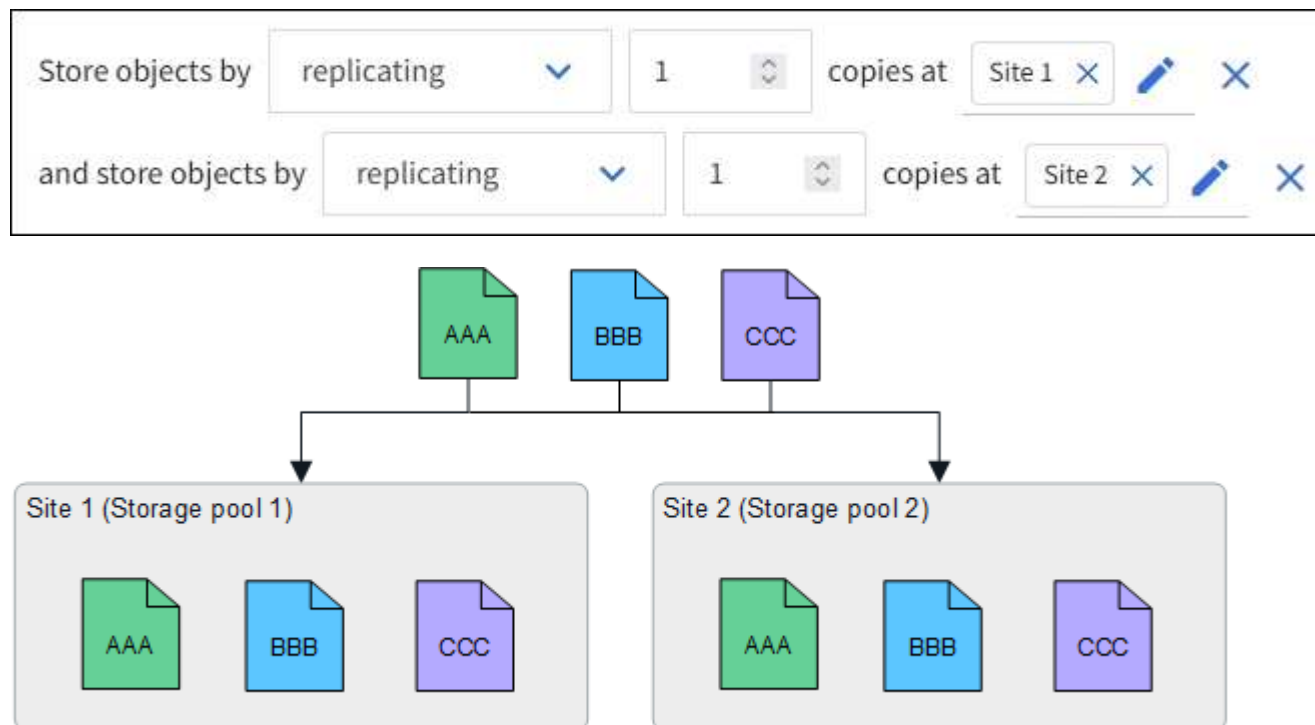 Store objects by replicating 1 copies at Site 1
and store objects by replicating 1 copies at Site 2
AAA BBB CCC
Site 1 (Storage pool 1) Site 2 (Storage pool 2)
AAA BBB CCC AAA BBB CCC